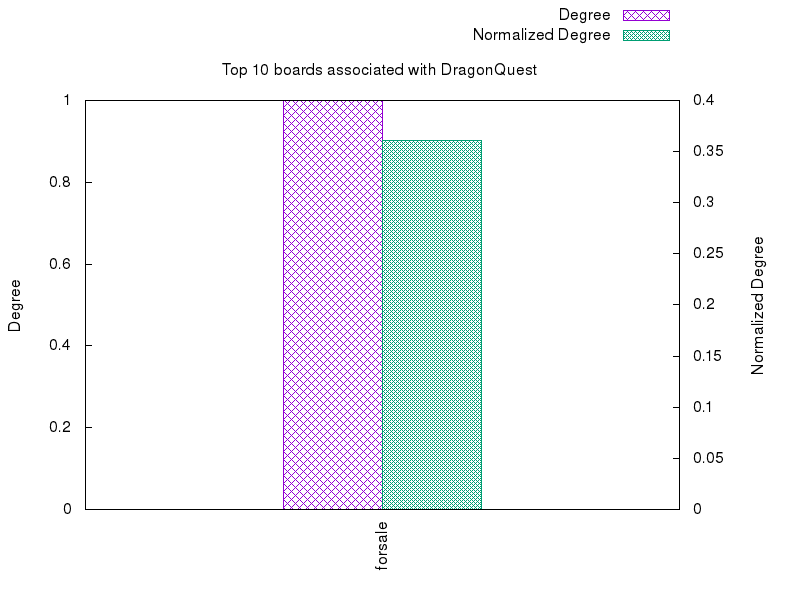 Degree
Normalized Degree
Top 10 boards associated with DragonQuest
1
0.8
0.6
0.4
0.2
0
Degree
0.4
0.35
0.3
0.25
0.2
0.15
0.1
0.05
0
Normalized Degree
forsale